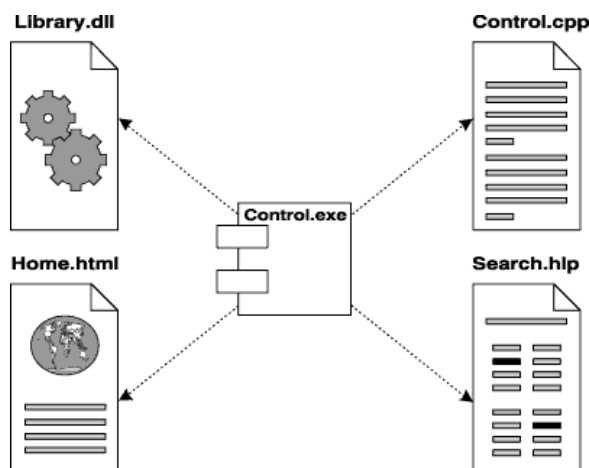 Library.dll
Control.cpp
Control.exe
Home.html
Search.hlp